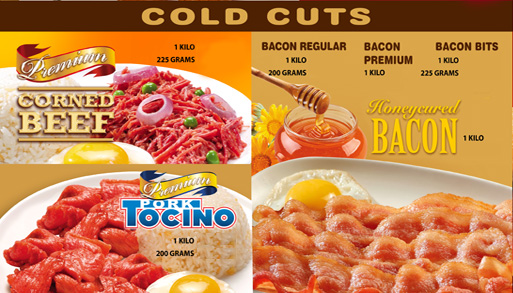 COLD CUTS
Premium
CORNED
BEEF
1 KILO
225 GRAMS
Premium
PORK
TOCINO
1 KILO
200 GRAMS
BACON REGULAR
1 KILO
200 GRAMS
BACON
PREMIUM
1 KILO
BACON BITS
1 KILO
225 GRAMS
Honeycured
BACON
1 KILO